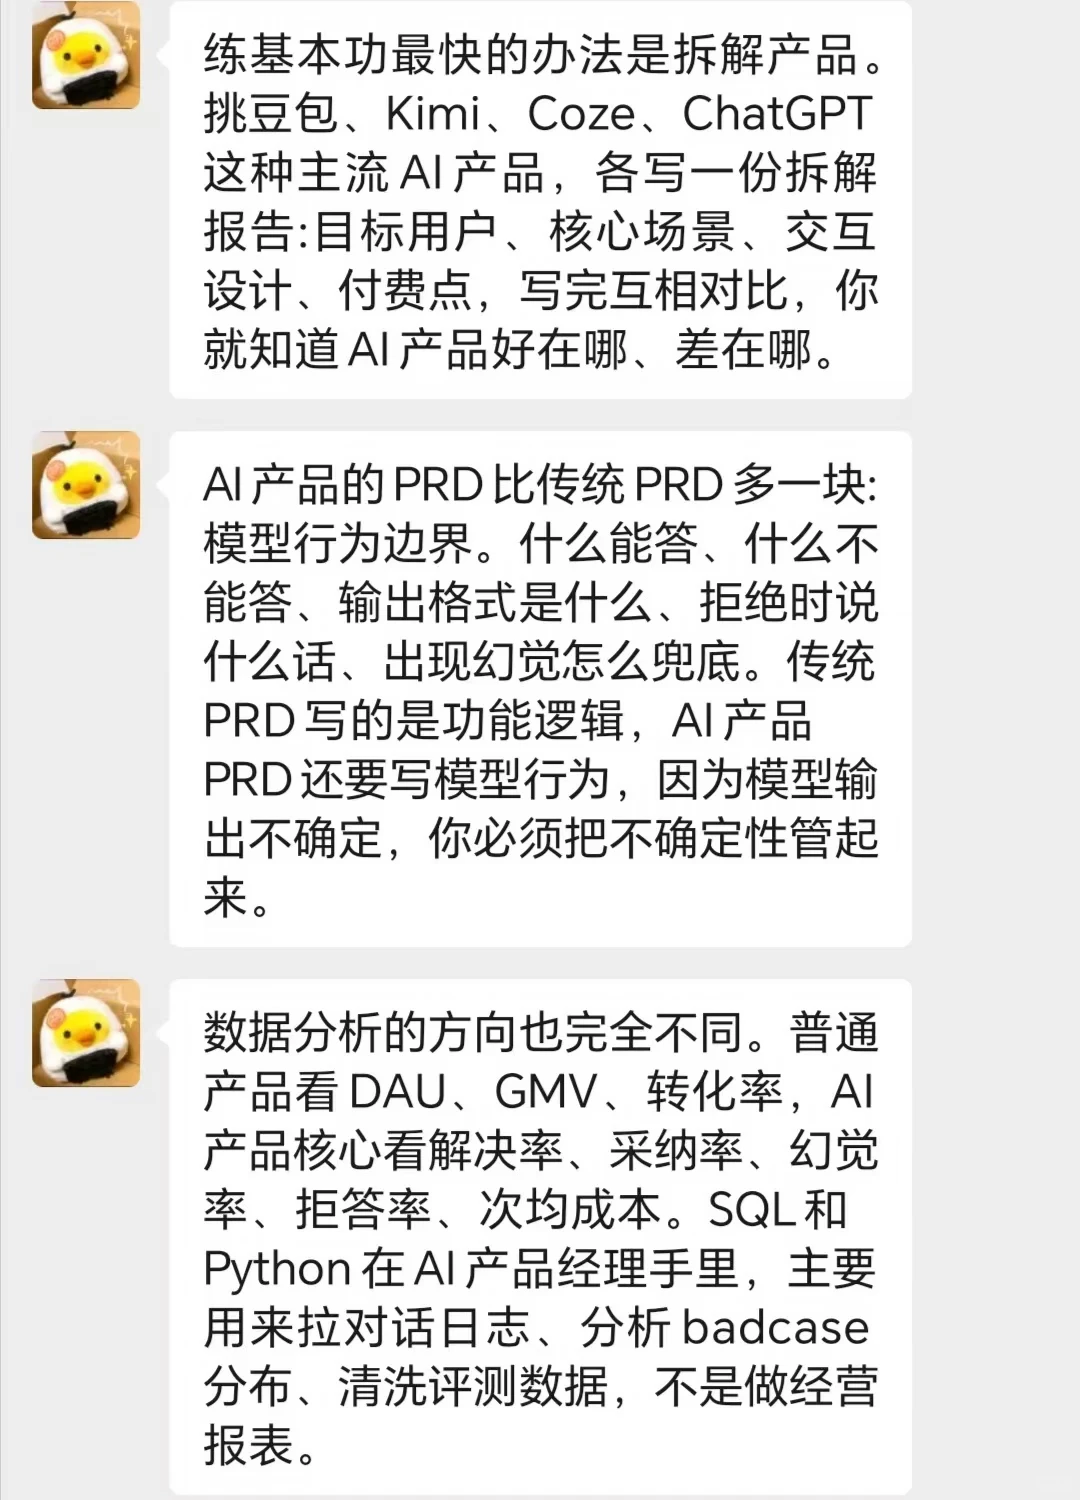 练基本功最快的办法是拆解产品。
挑豆包、Kimi、Coze、ChatGPT
这种主流AI产品，各写一份拆解
报告:目标用户、核心场景、交互
设计、付费点，写完互相对比，你
就知道AI产品好在哪、差在哪。
AI产品的PRD比传统PRD多一块:
模型行为边界。什么能答、什么不
能答、输出格式是什么、拒绝时说
什么话、出现幻觉怎么兜底。传统
PRD写的是功能逻辑，AI产品
PRD还要写模型行为，因为模型输
出不确定，你必须把不确定性管起
来。
数据分析的方向也完全不同。普通
产品看DAU、GMV、转化率，AI
产品核心看解决率、采纳率、幻觉
率、拒答率、次均成本。SQL和
Python在AI产品经理手里，主要
用来拉对话日志、分析badcase
分布、清洗评测数据，不是做经营
报表。